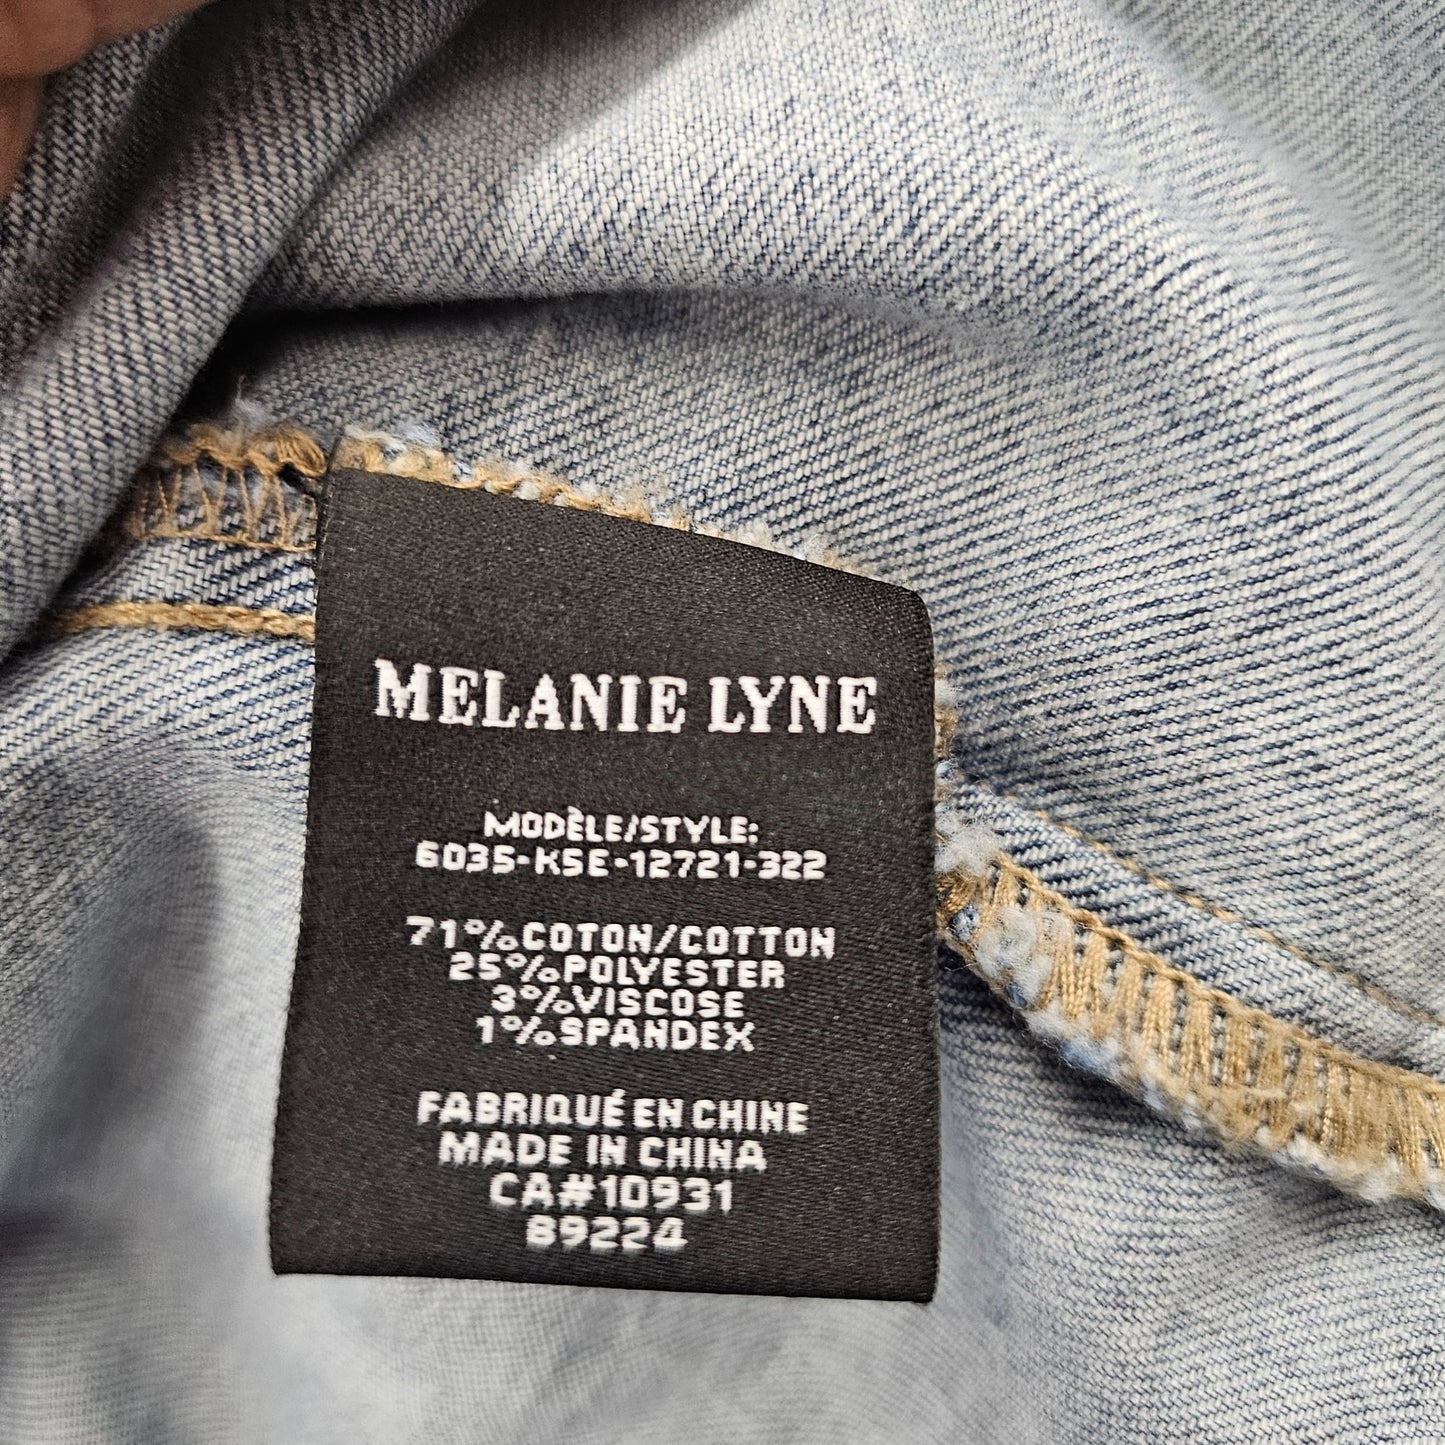 MELANIE LYNE
MODÈLE/STYLE:
6035-K5E-12721-322
71%COTON/COTTON
25%POLYESTER
3%VISCOSE
1%SPANDEX
FABRIQUÉ EN CHINE
MADE IN CHINA
CA#10931
89224